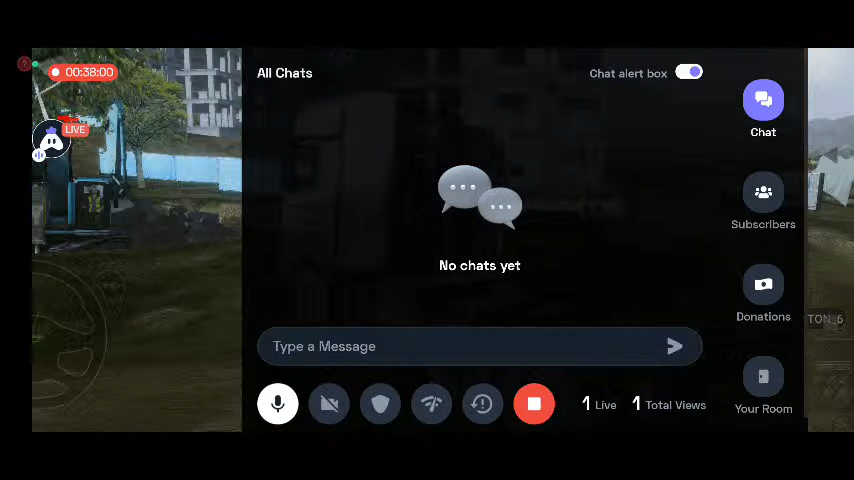 00:38:00
LIVE
All Chats
Chat alert box
No chats yet
Type a Message
1 Live
1 Total Views
Chat
Subscribers
Donations
Your Room
TON_6